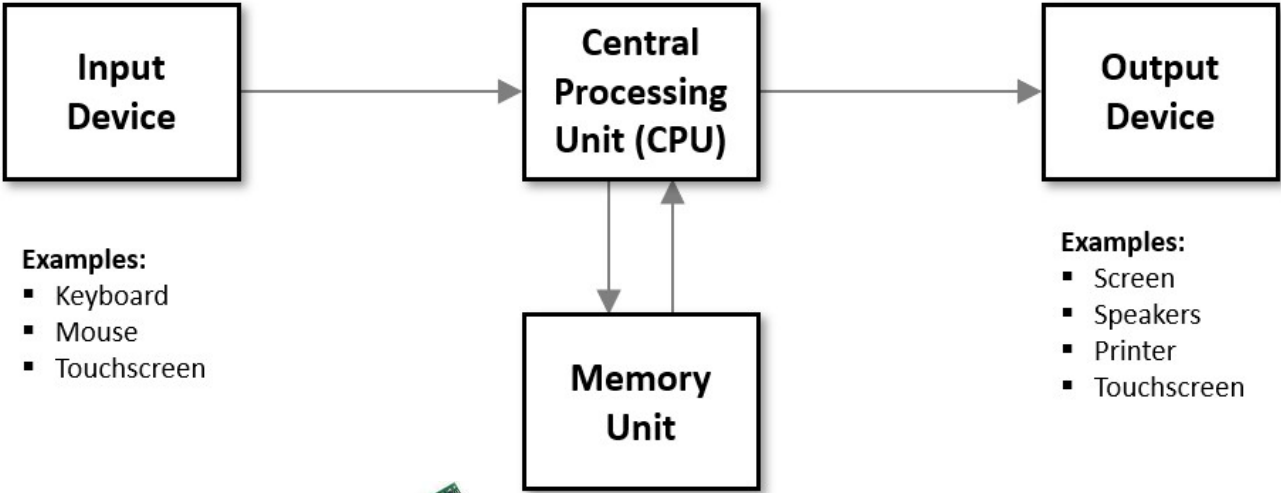 Input
Device
Central
Processing
Unit (CPU)
Output
Device
Examples:
▪ Keyboard
▪ Mouse
▪ Touchscreen
Examples:
▪ Screen
▪ Speakers
▪ Printer
▪ Touchscreen
Memory
Unit